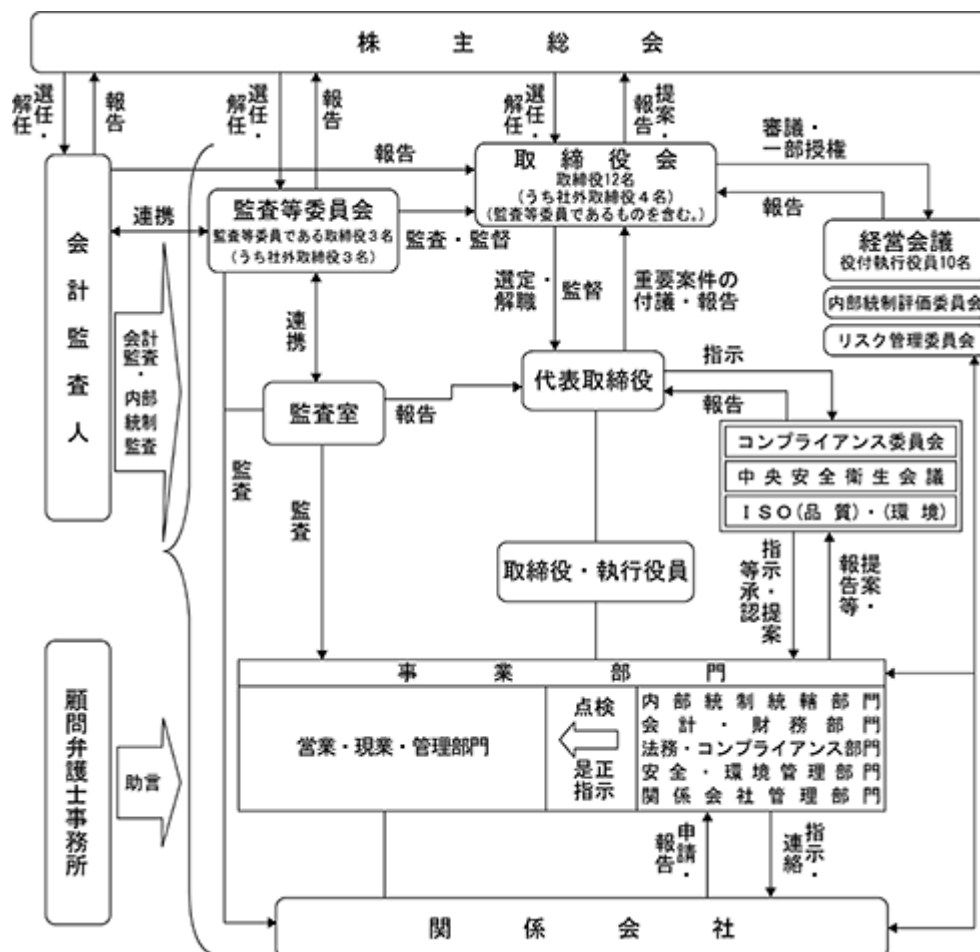 株主総会
選任・解任
報告
選任・解任
報告
選任・解任
提案・報告
審議・一部授権
報告
取締役会
取締役12名
(うち社外取締役4名)
(監査等委員であるものを含む。)
報告
監査等委員会
監査等委員である取締役3名
(うち社外取締役3名)
連携
監査・監督
経営会議
役付執行役員10名
内部統制評価委員会
リスク管理委員会
会計監査人
会計
監査・
内部
統制
監査
連携
選定・解職
監督
重要案件の
付議・報告
監査室
報告
代表取締役
指示
報告
コンプライアンス委員会
中央安全衛生会議
ISO(品質)・(環境)
監査
監査
取締役・執行役員
指示・提案
等承認
提案・
報告等
事業部門
営業・現業・管理部門
点検
是正
指示
内部統制統轄部門
会計・財務部門
法務・コンプライアンス部門
安全・環境管理部門
関係会社管理部門
顧問弁護士事務所
助言
申請・報告
指示・連絡
関係会社